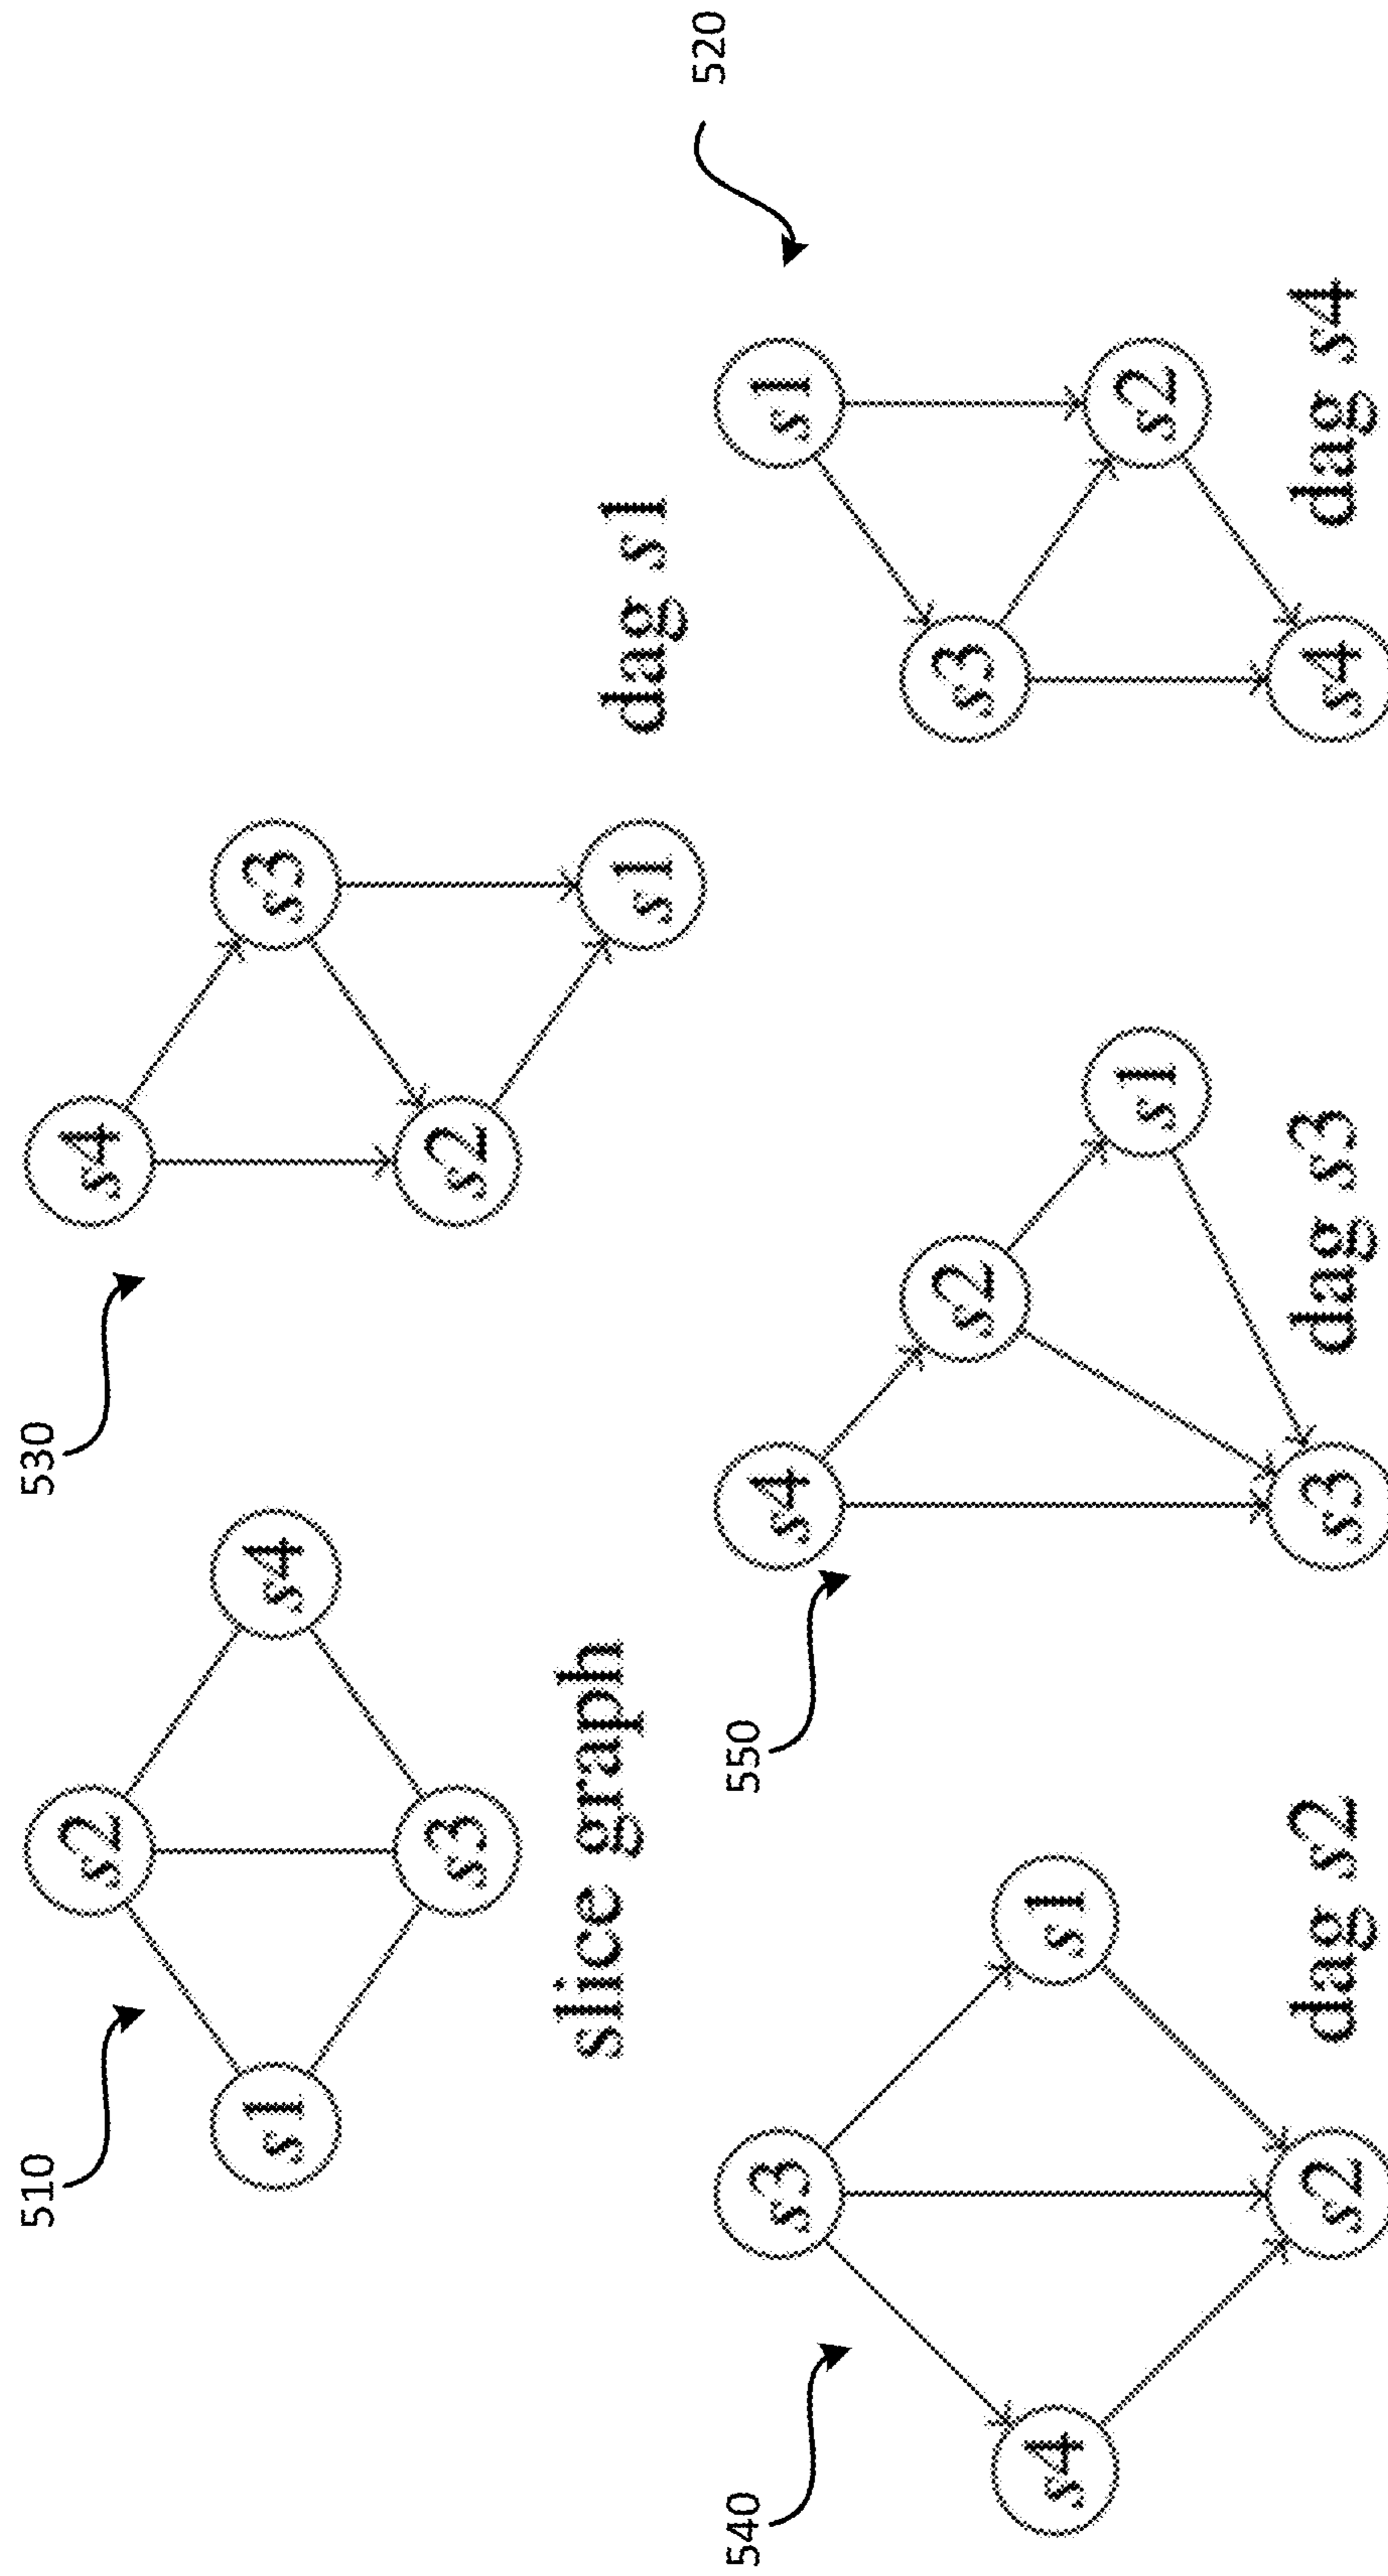 510
s2
s1
s4
s3
slice graph
530
s4
s3
s2
s1
dag s1
540
s3
s4
s1
s2
dag s2
550
s4
s2
s1
s3
dag s3
520
s1
s3
s2
s4
dag s4